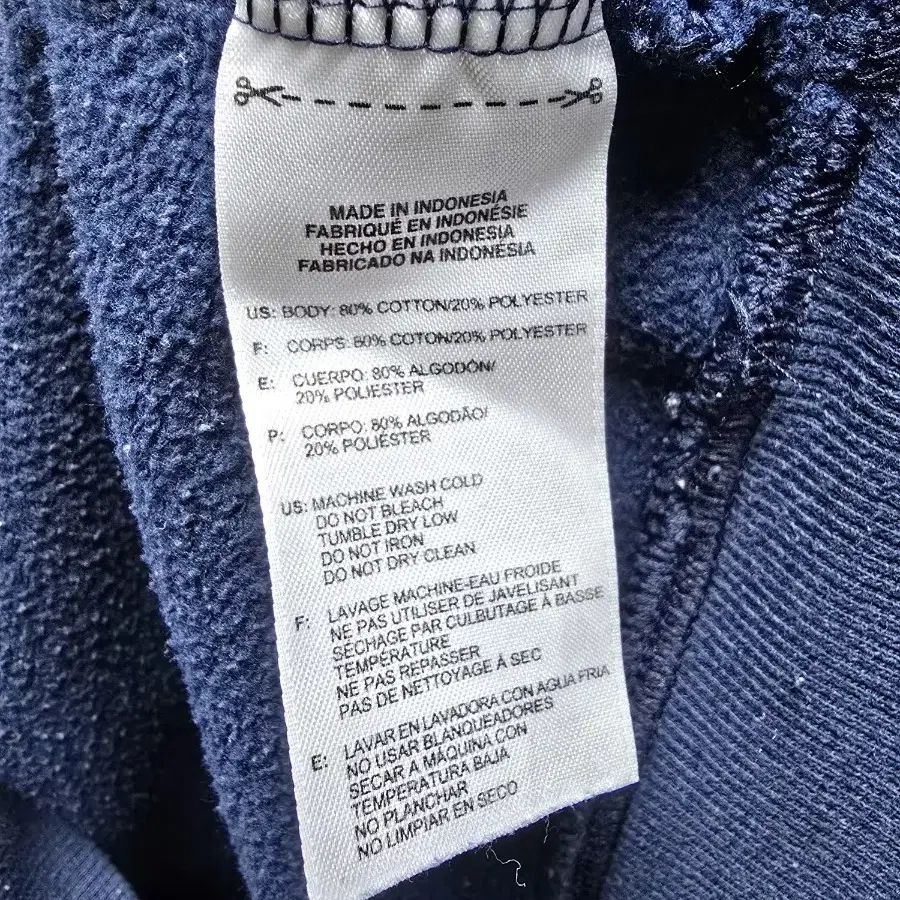 MADE IN INDONESIA
FABRIQUÉ EN INDONÉSIE
HECHO EN INDONESIA
FABRICADO NA INDONÉSIA
US: BODY: 80% COTTON/20% POLYESTER
F: CORPS: 80% COTON/20% POLYESTER
E: CUERPO: 80% ALGODÓN/
20% POLIESTER
P: CORPO: 80% ALGODÃO/
20% POLIÉSTER
US: MACHINE WASH COLD
DO NOT BLEACH
TUMBLE DRY LOW
DO NOT IRON
DO NOT DRY CLEAN
F: LAVAGE MACHINE-EAU FROIDE
NE PAS UTILISER DE JAVELISANT
SÉCHAGE PAR CULBUTAGE À BASSE
TEMPÉRATURE
NE PAS REPASSER
PAS DE NETTOYAGE À SEC
E: LAVAR EN LAVADORA CON AGUA FRIA
NO USAR BLANQUEADORES
SECAR A MÁQUINA CON
TEMPERATURA BAJA
NO PLANCHAR
NO LIMPIAR EN SECO